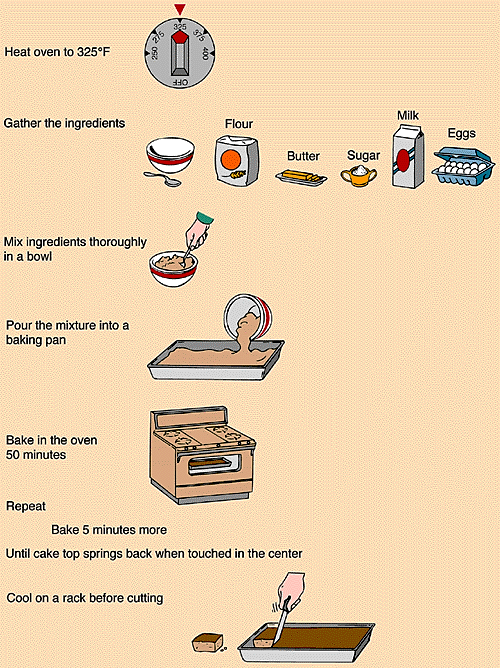 325
275
375
250
400
OFF
Heat oven to 325°F
Gather the ingredients
Flour
Butter
Sugar
Milk
Eggs
Mix ingredients thoroughly
in a bowl
Pour the mixture into a
baking pan
Bake in the oven
50 minutes
Repeat
Bake 5 minutes more
Until cake top springs back when touched in the center
Cool on a rack before cutting